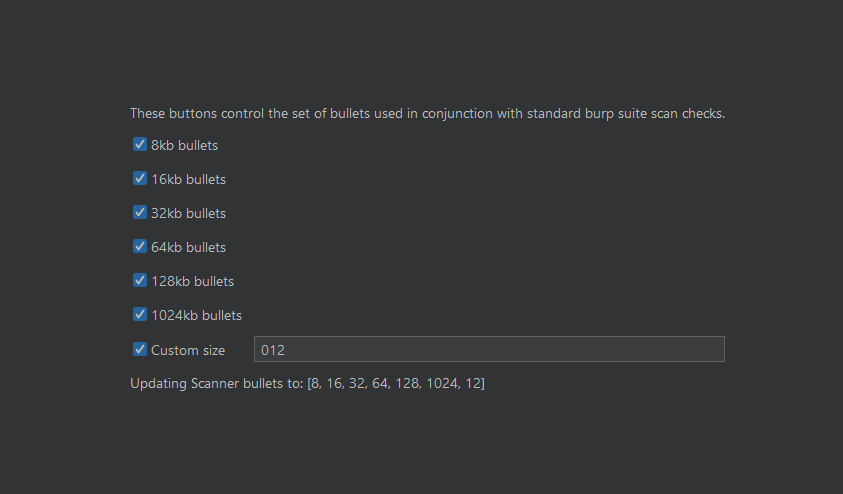 These buttons control the set of bullets used in conjunction with standard burp suite scan checks.
8kb bullets
16kb bullets
32kb bullets
64kb bullets
128kb bullets
1024kb bullets
Custom size 012
Updating Scanner bullets to: [8, 16, 32, 64, 128, 1024, 12]